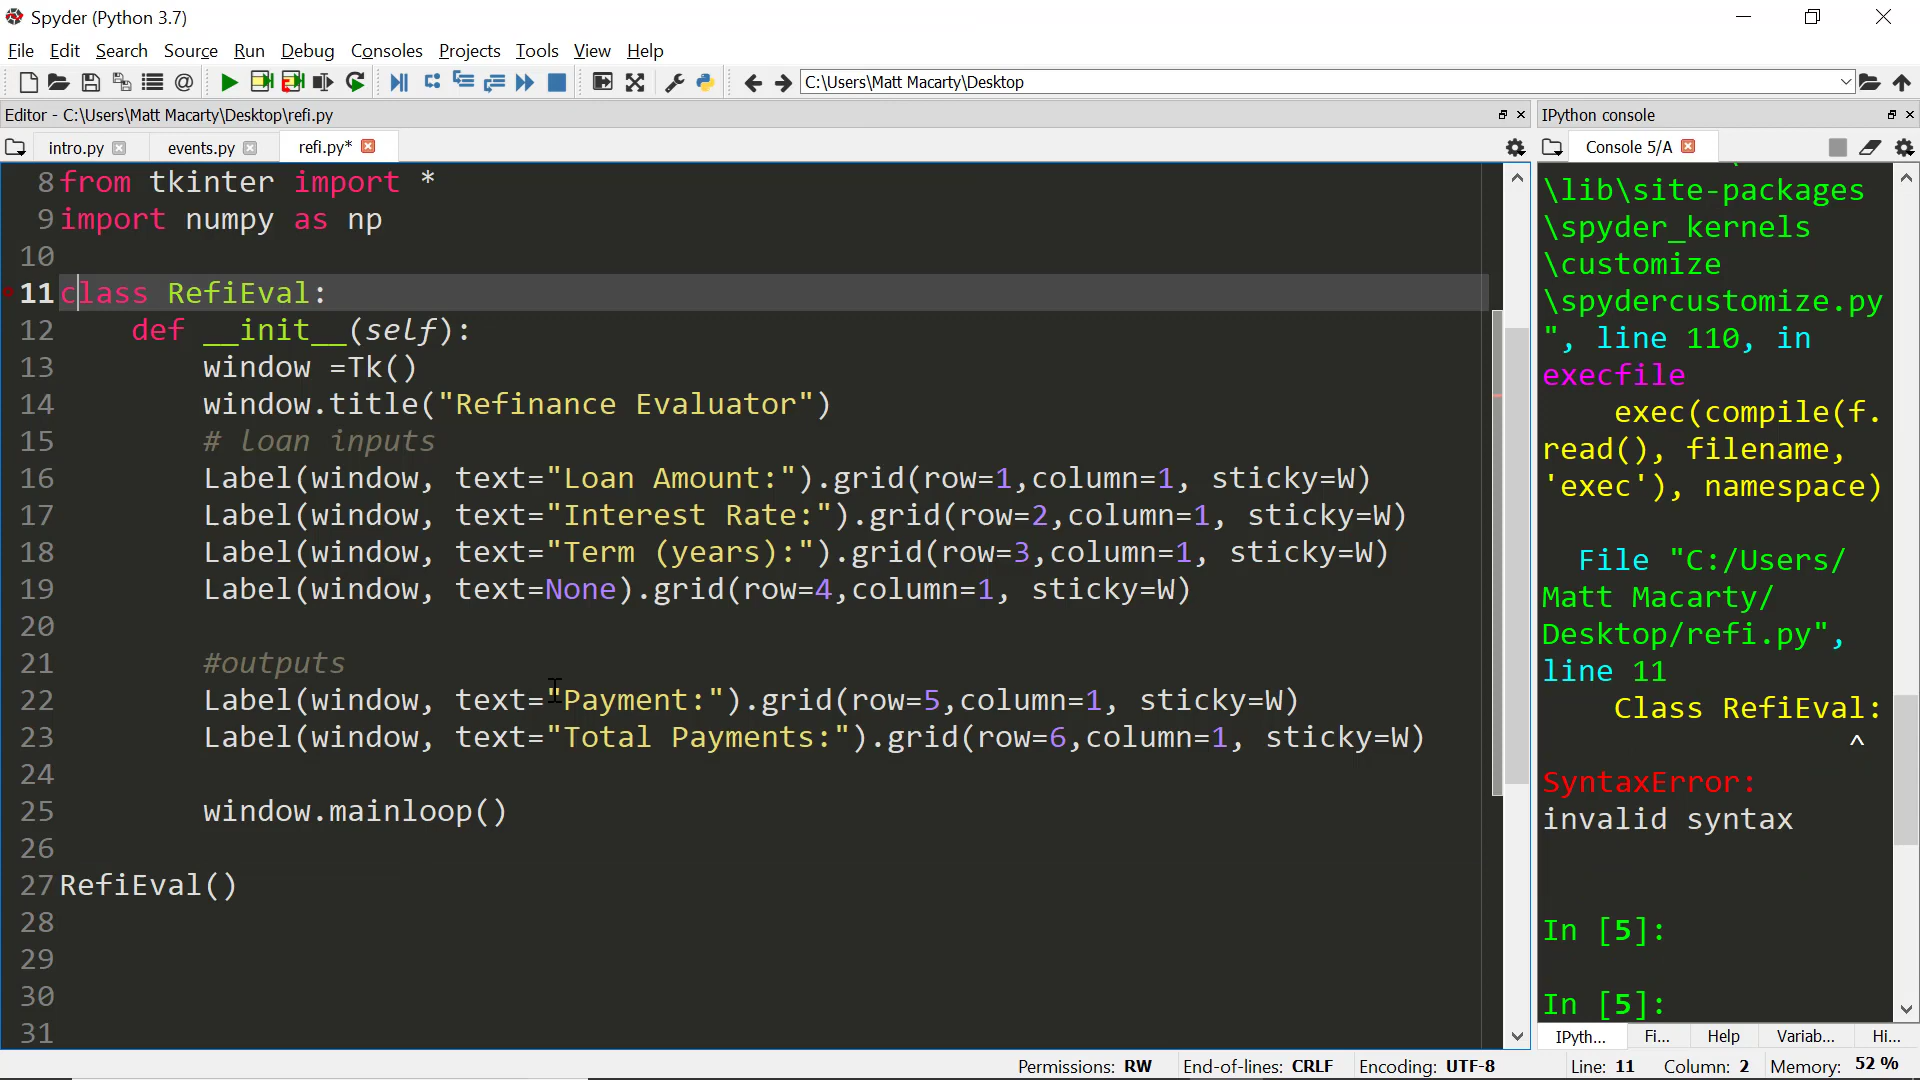 Spyder (Python 3.7)
File Edit Search Source Run Debug Consoles Projects Tools View Help
C:\Users\Matt Macarty\Desktop
Editor - C:\Users\Matt Macarty\Desktop\refi.py
IPython console
intro.py events.py refi.py*
Console 5/A
8 from tkinter import *
9 import numpy as np
10
11 class RefiEval:
12 def __init__(self):
13 window =Tk()
14 window.title("Refinance Evaluator")
15 # loan inputs
16 Label(window, text="Loan Amount:").grid(row=1,column=1, sticky=W)
17 Label(window, text="Interest Rate:").grid(row=2,column=1, sticky=W)
18 Label(window, text="Term (years):").grid(row=3,column=1, sticky=W)
19 Label(window, text=None).grid(row=4,column=1, sticky=W)
20
21 #outputs
22 Label(window, text="Payment:").grid(row=5,column=1, sticky=W)
23 Label(window, text="Total Payments:").grid(row=6,column=1, sticky=W)
24
25 window.mainloop()
26
27 RefiEval()
28
29
30
31
\lib\site-packages
\spyder_kernels
\customize
\spydercustomize.py
", line 110, in
execfile
exec(compile(f.
read(), filename,
'exec'), namespace)
File "C:/Users/
Matt Macarty/
Desktop/refi.py",
line 11
Class RefiEval:
^
SyntaxError:
invalid syntax
In [5]:
In [5]:
IPyth... Fi... Help Variab... Hi...
Permissions: RW End-of-lines: CRLF Encoding: UTF-8 Line: 11 Column: 2 Memory: 52 %